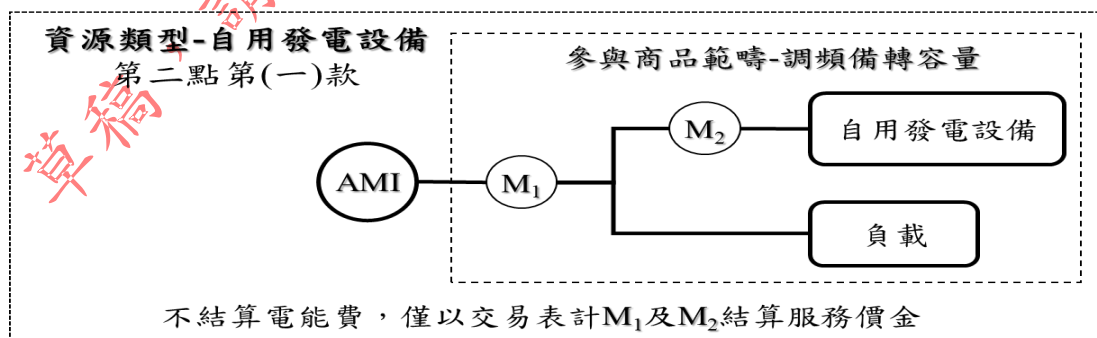 資源類型-自用發電設備
第二點第(一)款
參與商品範疇-調頻備轉容量
AMI
M₁
M₂
自用發電設備
負載
不結算電能費，僅以交易表計M₁及M₂結算服務價金
草稿，請